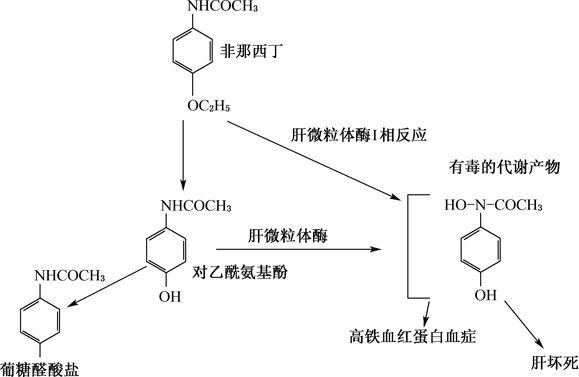 NHCOCH₃
非那西丁
OC₂H₅
肝微粒体酶I相反应
有毒的代谢产物
NHCOCH₃
HO—N—COCH₃
肝微粒体酶
对乙酰氨基酚
OH
NHCOCH₃
OH
高铁血红蛋白血症
肝坏死
葡糖醛酸盐